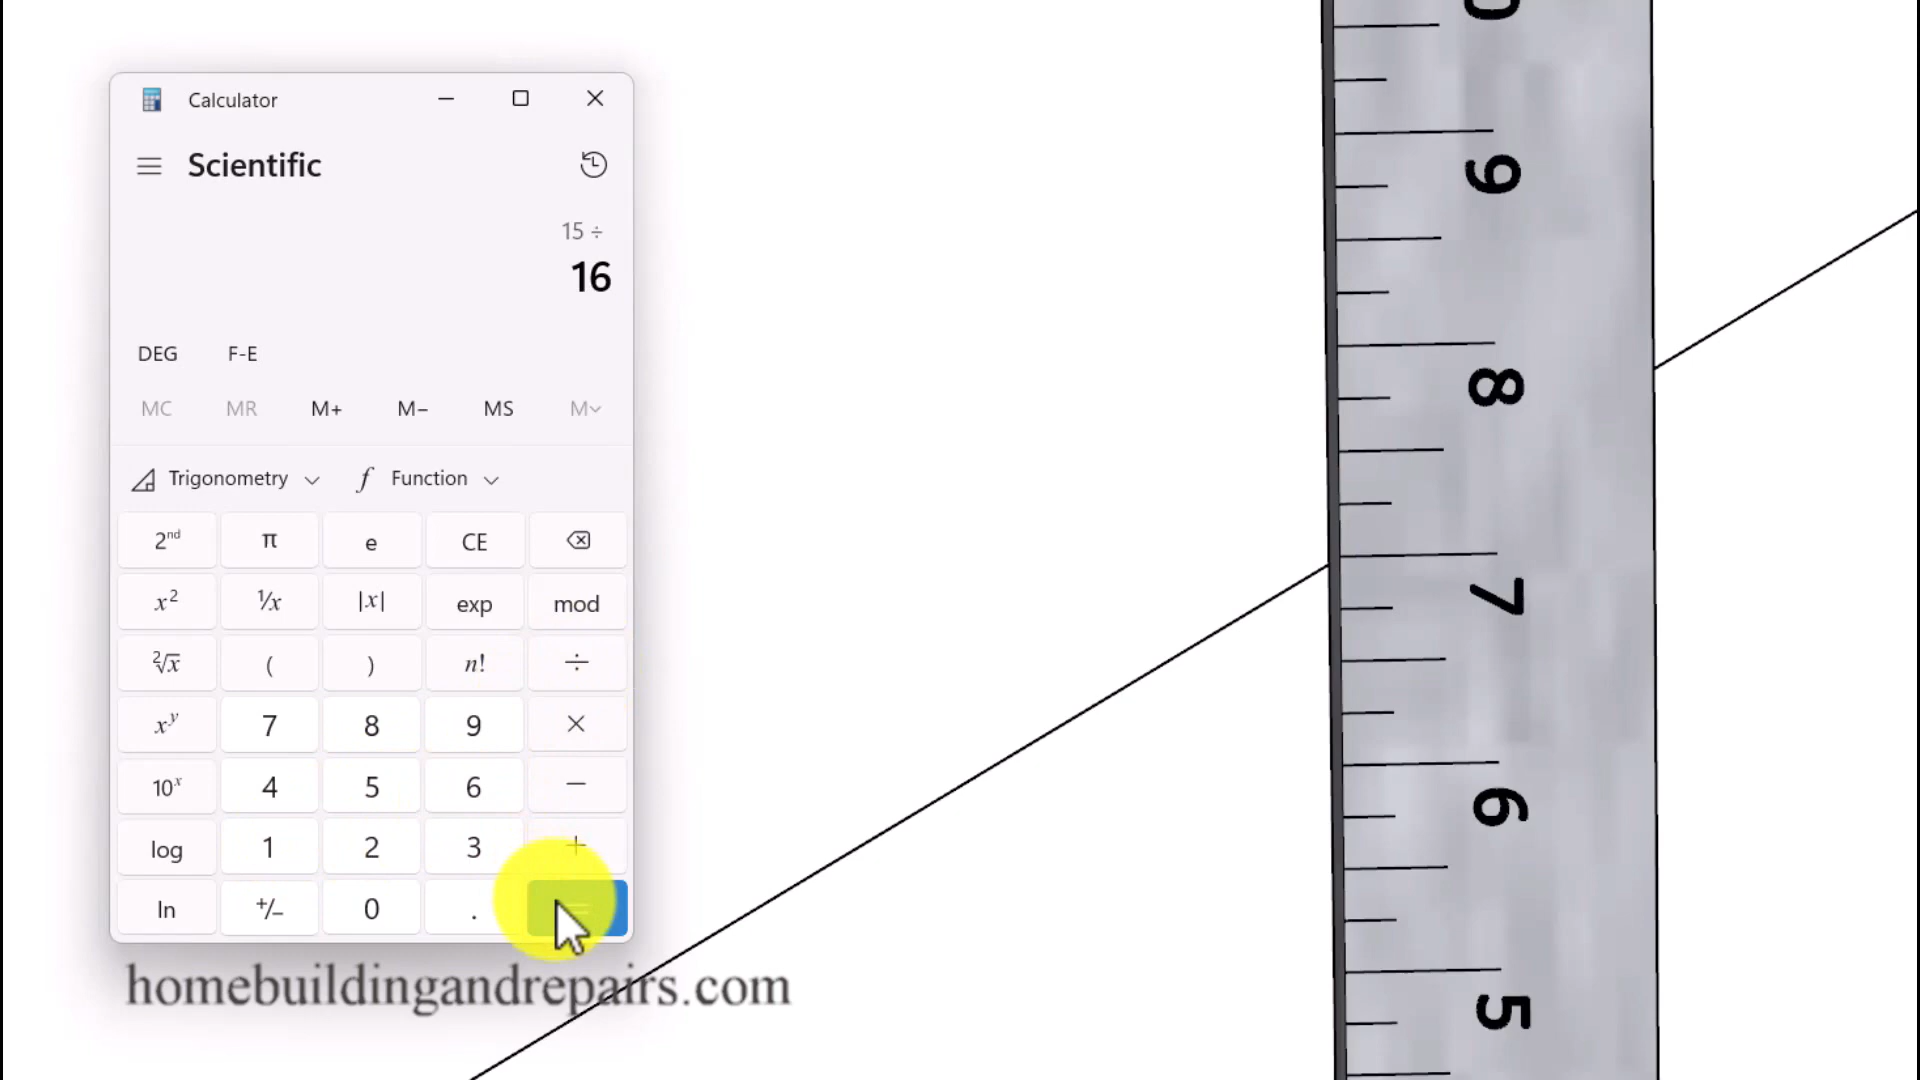 Calculator
Scientific
15 ÷
16
DEG F-E
MC MR M+ M− MS M
Trigonometry f Function
2nd π e CE
x² ¹/x |x| exp mod
²√x ( ) n! ÷
xʸ 7 8 9 ×
10ˣ 4 5 6 −
log 1 2 3 +
ln +/− 0 . =
homebuildingandrepairs.com
0
9
8
7
6
5